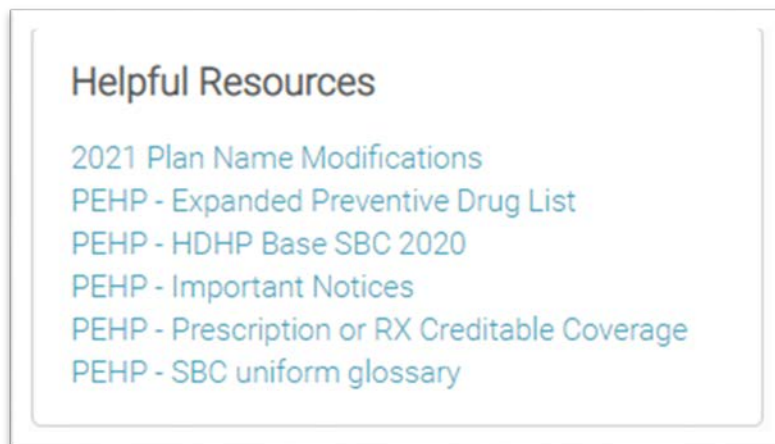 Helpful Resources
2021 Plan Name Modifications
PEHP - Expanded Preventive Drug List
PEHP - HDHP Base SBC 2020
PEHP - Important Notices
PEHP - Prescription or RX Creditable Coverage
PEHP - SBC uniform glossary